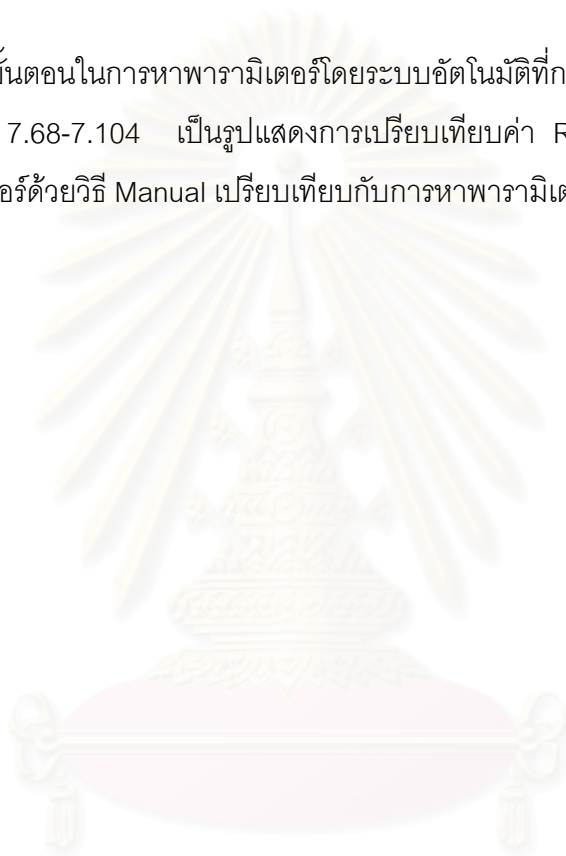 ขั้นตอนในการหาพารามิเตอร์โดยระบบอัตโนมัติที่ก
7.68-7.104 เป็นรูปแสดงการเปรียบเทียบค่า R
อร์ด้วยวิธี Manual เปรียบเทียบกับการหาพารามิเต